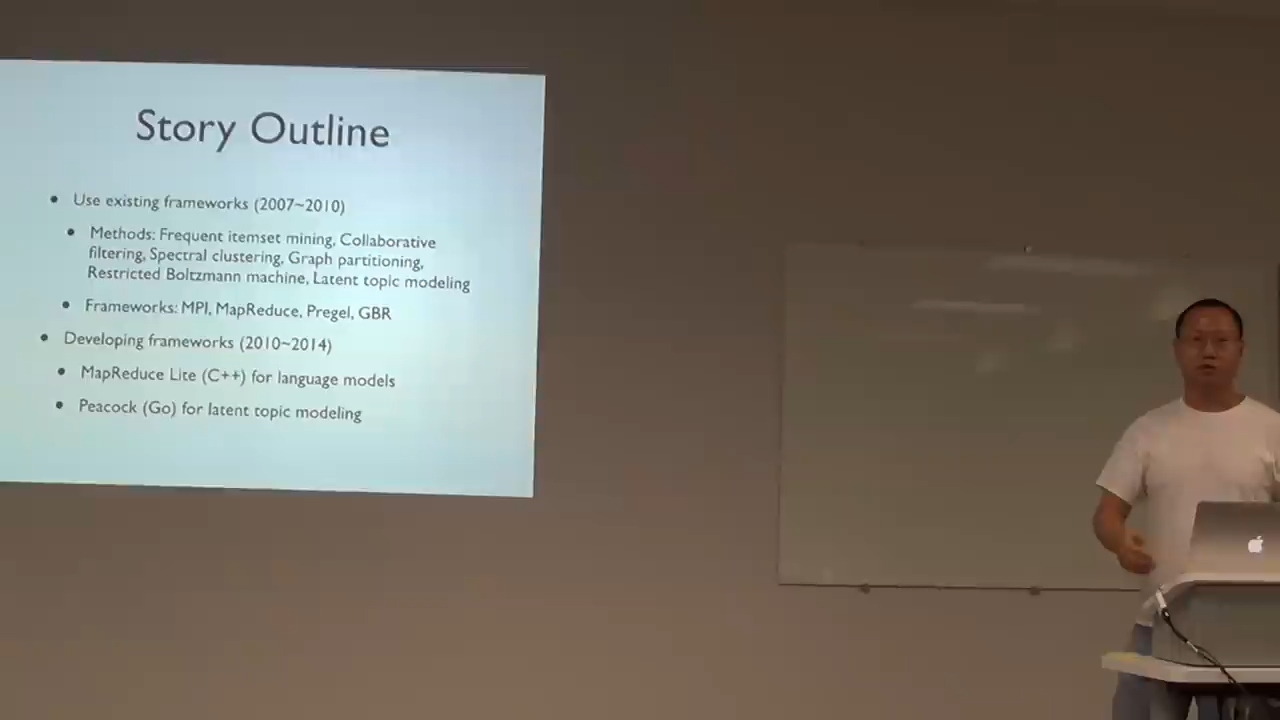 Story Outline
Use existing frameworks (2007~2010)
Methods: Frequent itemset mining, Collaborative
filtering, Spectral clustering, Graph partitioning,
Restricted Boltzmann machine, Latent topic modeling
Frameworks: MPI, MapReduce, Pregel, GBR
Developing frameworks (2010~2014)
MapReduce Lite (C++) for language models
Peacock (Go) for latent topic modeling